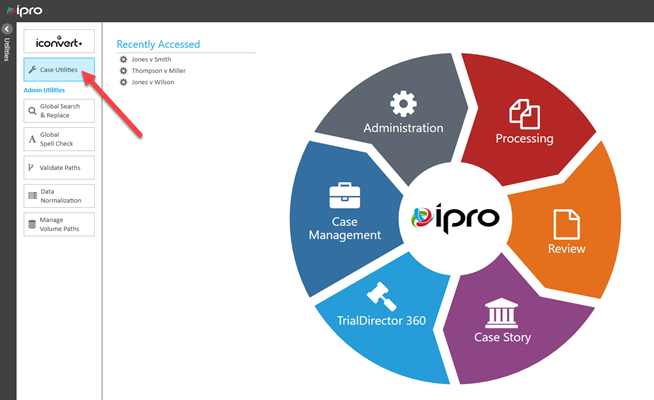 ipro
Utilities
iconvert+
Case Utilities
Admin Utilities
Global Search
& Replace
Global
Spell Check
Validate Paths
Data
Normalization
Manage
Volume Paths
Recently Accessed
Jones v Smith
Thompson v Miller
Jones v Wilson
Administration
Processing
Case
Management
ipro
Review
TrialDirector 360
Case Story